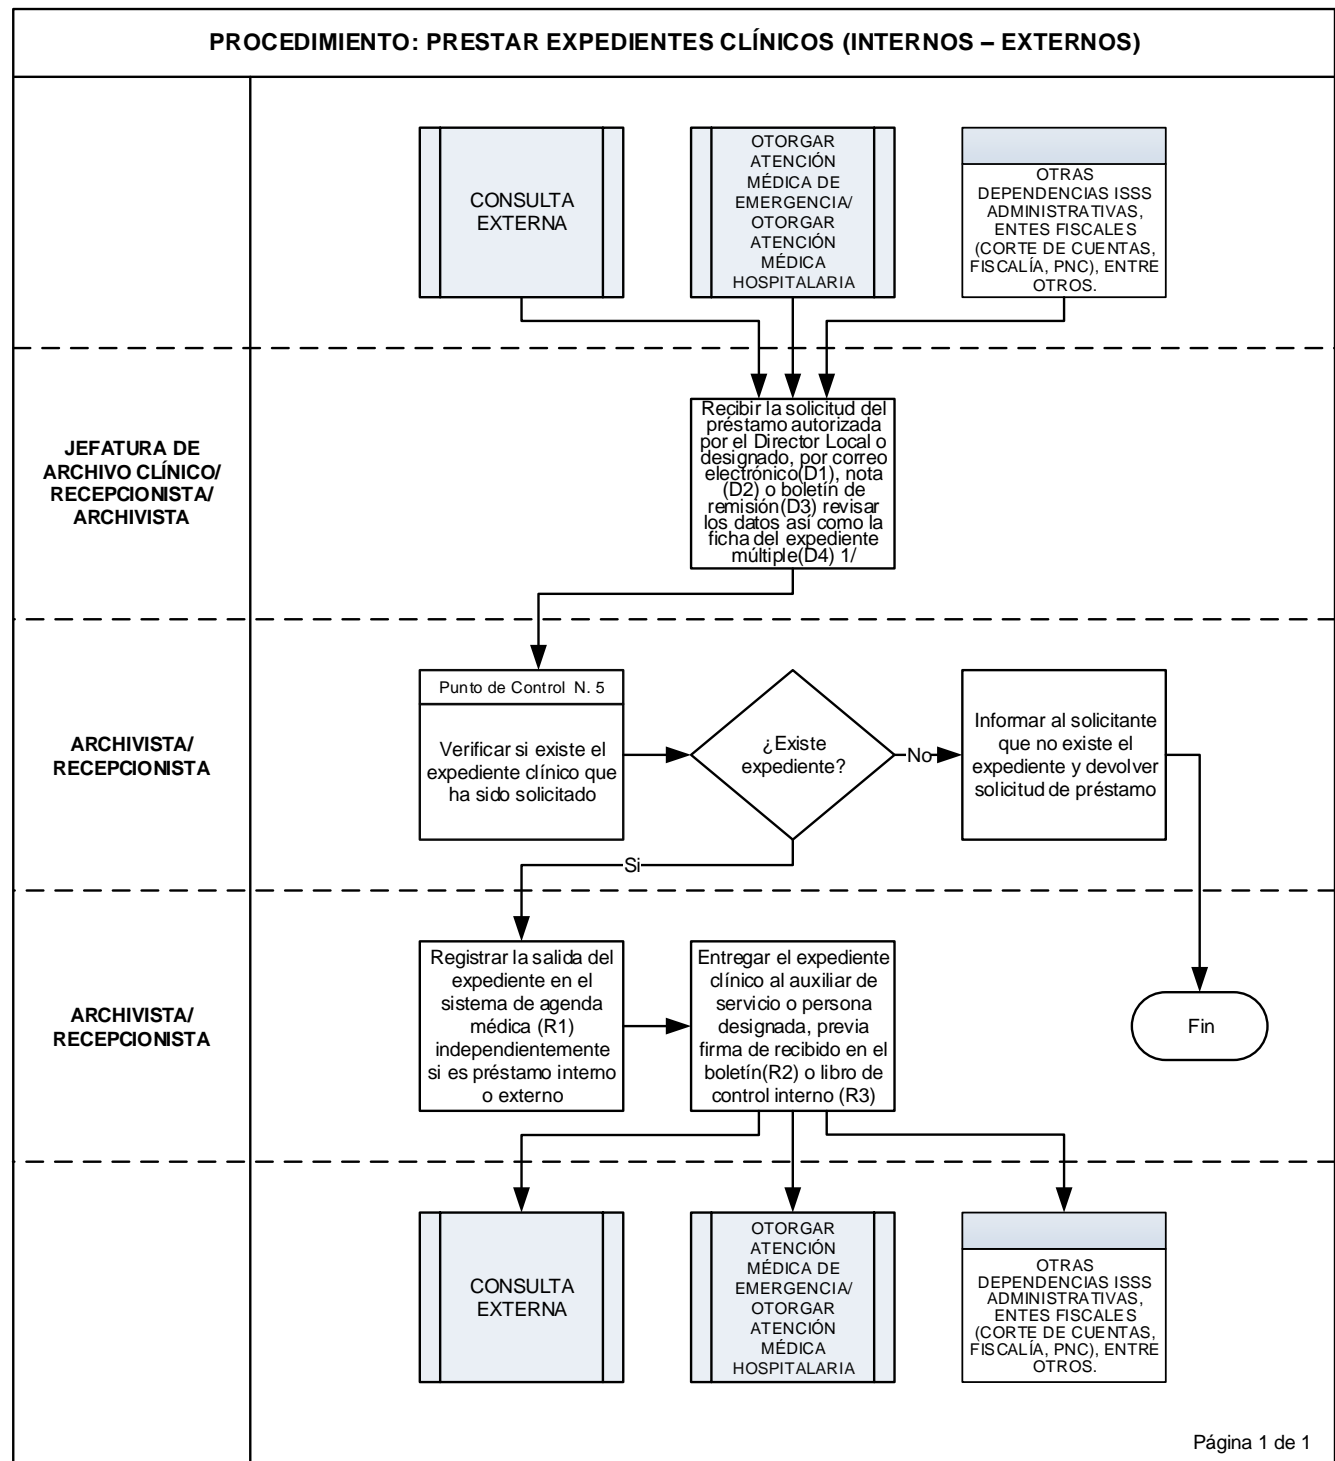 PROCEDIMIENTO: PRESTAR EXPEDIENTES CLÍNICOS (INTERNOS – EXTERNOS)
CONSULTA
EXTERNA
OTORGAR
ATENCIÓN
MÉDICA DE
EMERGENCIA/
OTORGAR
ATENCIÓN
MÉDICA
HOSPITALARIA
OTRAS
DEPENDENCIAS ISSS
ADMINISTRATIVAS,
ENTES FISCALES
(CORTE DE CUENTAS,
FISCALÍA, PNC), ENTRE
OTROS.
JEFATURA DE
ARCHIVO CLÍNICO/
RECEPCIONISTA/
ARCHIVISTA
Recibir la solicitud del
préstamo autorizada
por el Director Local o
designado, por correo
electrónico(D1), nota
(D2) o boletín de
remisión(D3) revisar
los datos así como la
ficha del expediente
múltiple(D4) 1/
ARCHIVISTA/
RECEPCIONISTA
Punto de Control N. 5
Verificar si existe el
expediente clínico que
ha sido solicitado
¿Existe
expediente?
No
Informar al solicitante
que no existe el
expediente y devolver
solicitud de préstamo
Si
ARCHIVISTA/
RECEPCIONISTA
Registrar la salida del
expediente en el
sistema de agenda
médica (R1)
independientemente
si es préstamo interno
o externo
Entregar el expediente
clínico al auxiliar de
servicio o persona
designada, previa
firma de recibido en el
boletín(R2) o libro de
control interno (R3)
Fin
CONSULTA
EXTERNA
OTORGAR
ATENCIÓN
MÉDICA DE
EMERGENCIA/
OTORGAR
ATENCIÓN
MÉDICA
HOSPITALARIA
OTRAS
DEPENDENCIAS ISSS
ADMINISTRATIVAS,
ENTES FISCALES
(CORTE DE CUENTAS,
FISCALÍA, PNC), ENTRE
OTROS.
Página 1 de 1